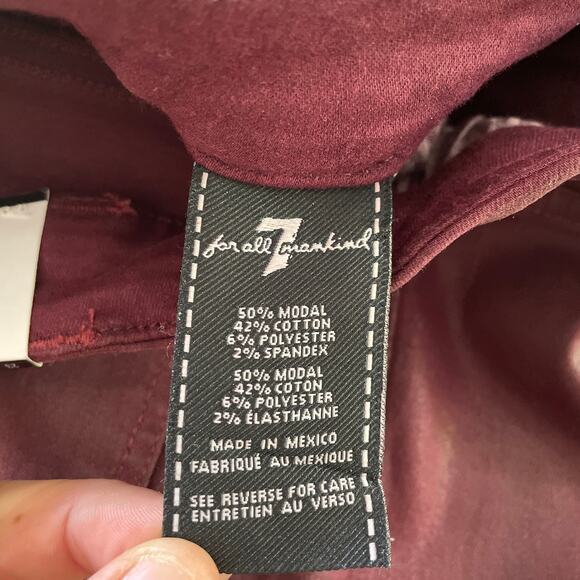 for all 7 mankind
50% MODAL
42% COTTON
6% POLYESTER
2% SPANDEX
50% MODAL
42% COTON
6% POLYESTER
2% ÉLASTHANNE
MADE IN MEXICO
FABRIQUÉ AU MEXIQUE
SEE REVERSE FOR CARE
ENTRETIEN AU VERSO